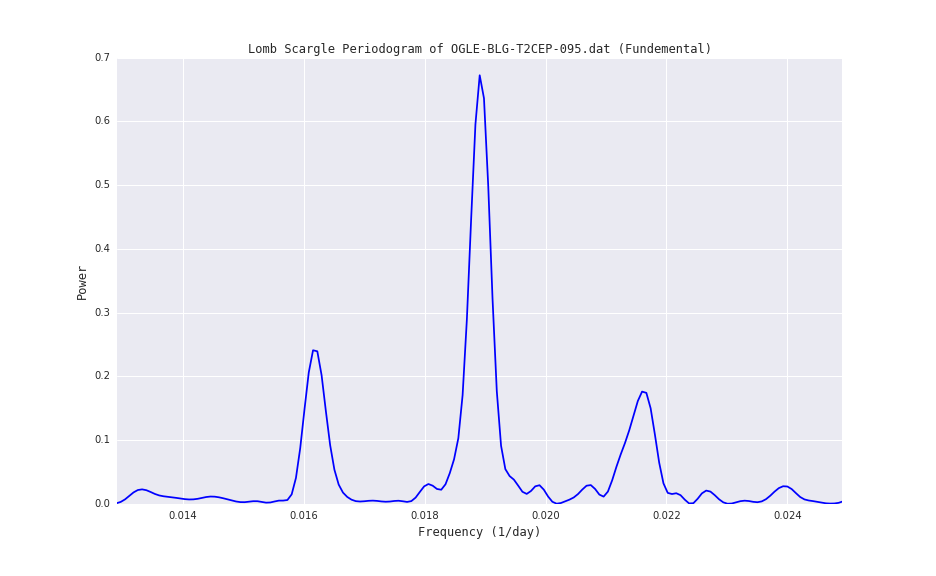 Lomb Scargle Periodogram of OGLE-BLG-T2CEP-095.dat (Fundemental)
0.7
0.6
0.5
0.4
0.3
0.2
0.1
0.0
Power
0.014 0.016 0.018 0.020 0.022 0.024
Frequency (1/day)